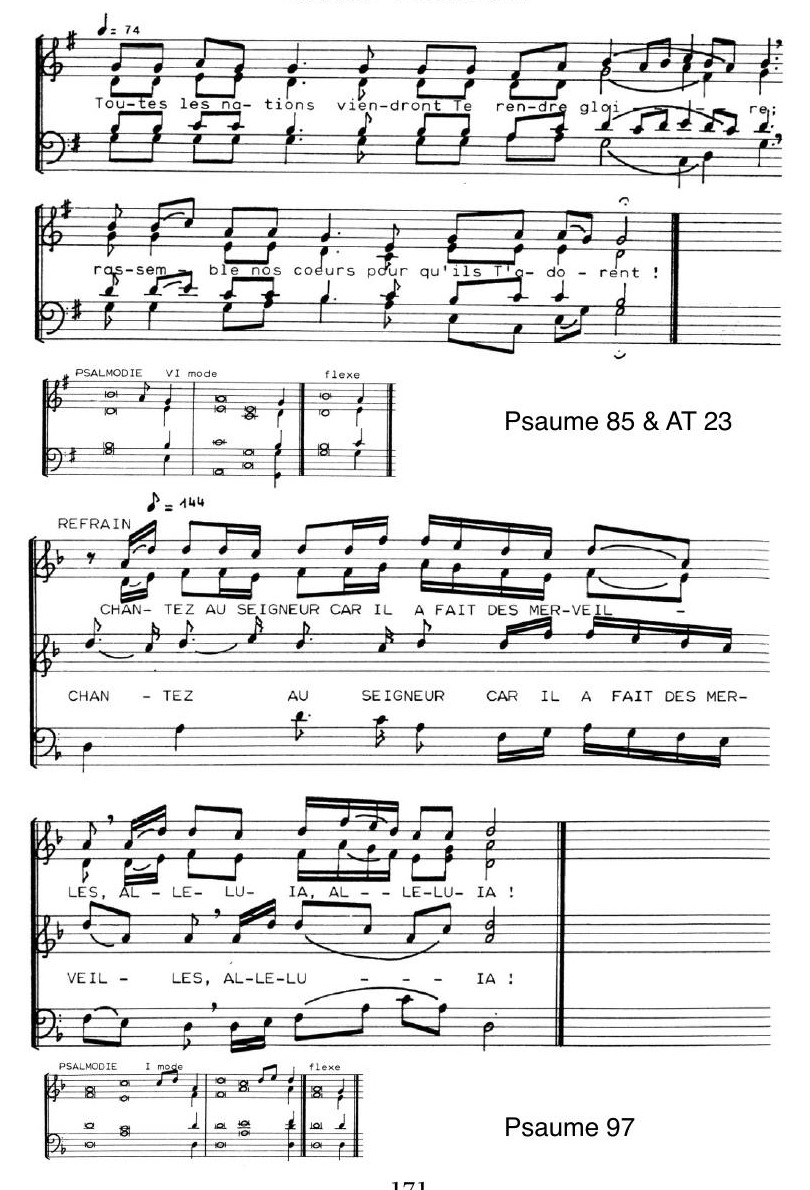 ♩. = 74
Tou-tes les na- tions vien-dront Te ren-dre gloi - - - - re;
ras-sem - ble nos coeurs pour qu'ils T'a- do - rent !
PSALMODIE VI mode flexe
Psaume 85 & AT 23
♪ = 144
REFRAIN
CHAN- TEZ AU SEIGNEUR CAR IL A FAIT DES MER-VEIL -
CHAN - TEZ AU SEIGNEUR CAR IL A FAIT DES MER-
LES, AL - LE- LU- IA, AL - - LE-LU- IA !
VEIL - LES, AL-LE-LU - - - IA !
PSALMODIE I mode flexe
Psaume 97
171